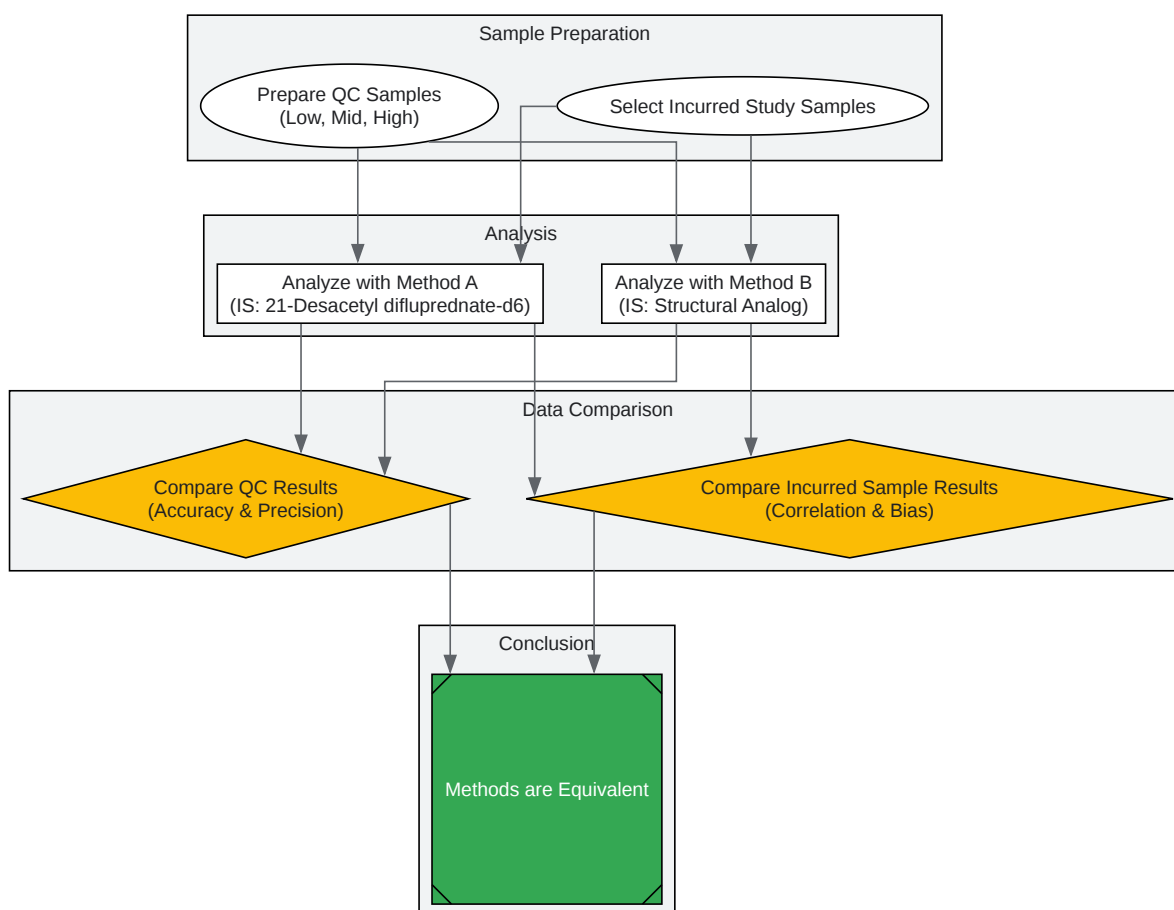 Sample Preparation
Prepare QC Samples
(Low, Mid, High)
Select Incurred Study Samples
Analysis
Analyze with Method A
(IS: 21-Desacetyl difluprednate-d6)
Analyze with Method B
(IS: Structural Analog)
Data Comparison
Compare QC Results
(Accuracy & Precision)
Compare Incurred Sample Results
(Correlation & Bias)
Conclusion
Methods are Equivalent